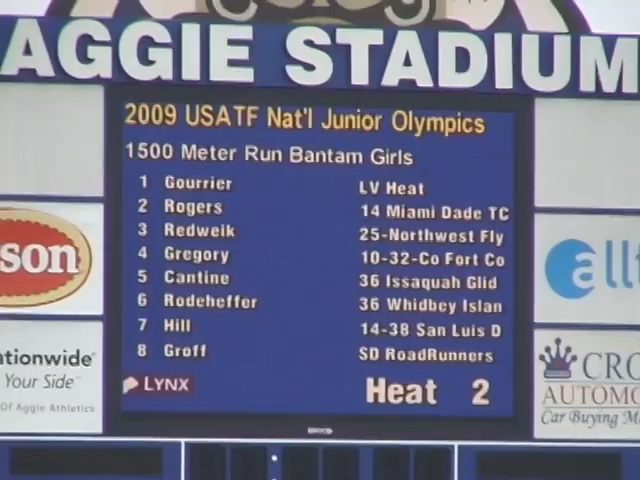 AGGIE STADIUM
2009 USATF Nat'l Junior Olympics
1500 Meter Run Bantam Girls
1 Gourrier LV Heat
2 Rogers 14 Miami Dade TC
3 Redweik 25-Northwest Fly
4 Gregory 10-32-Co Fort Co
5 Cantine 36 Issaquah Glid
6 Rodeheffer 36 Whidbey Islan
7 Hill 14-38 San Luis D
8 Groff SD RoadRunners
LYNX Heat 2
son
ationwide
Your Side
Of Aggie Athletics
allt
CRO
AUTOMO
Car Buying M